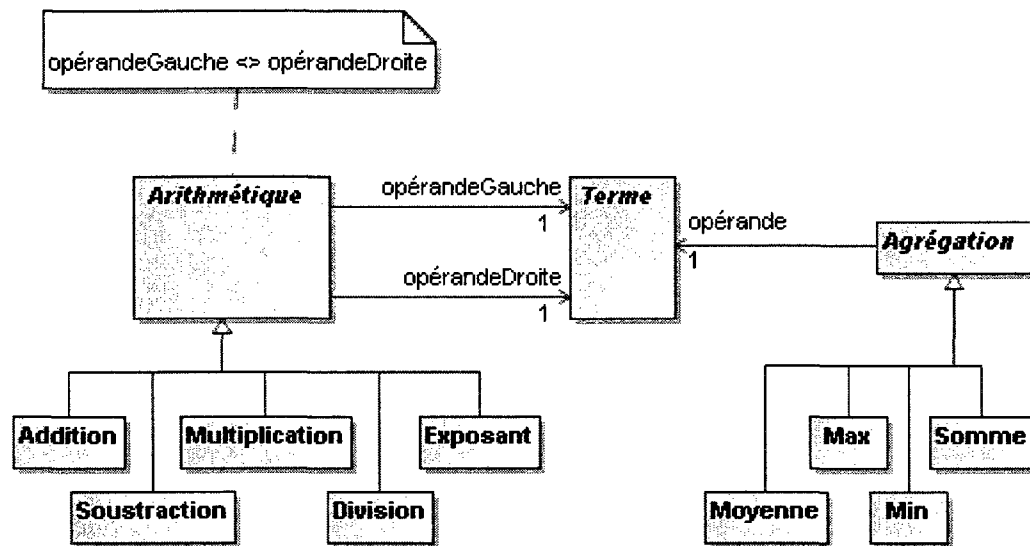 opérandeGauche <> opérandeDroite
Arithmétique
opérandeGauche
1
opérandeDroite
1
Terme
opérande
1
Agrégation
Addition
Multiplication
Exposant
Soustraction
Division
Max
Somme
Moyenne
Min